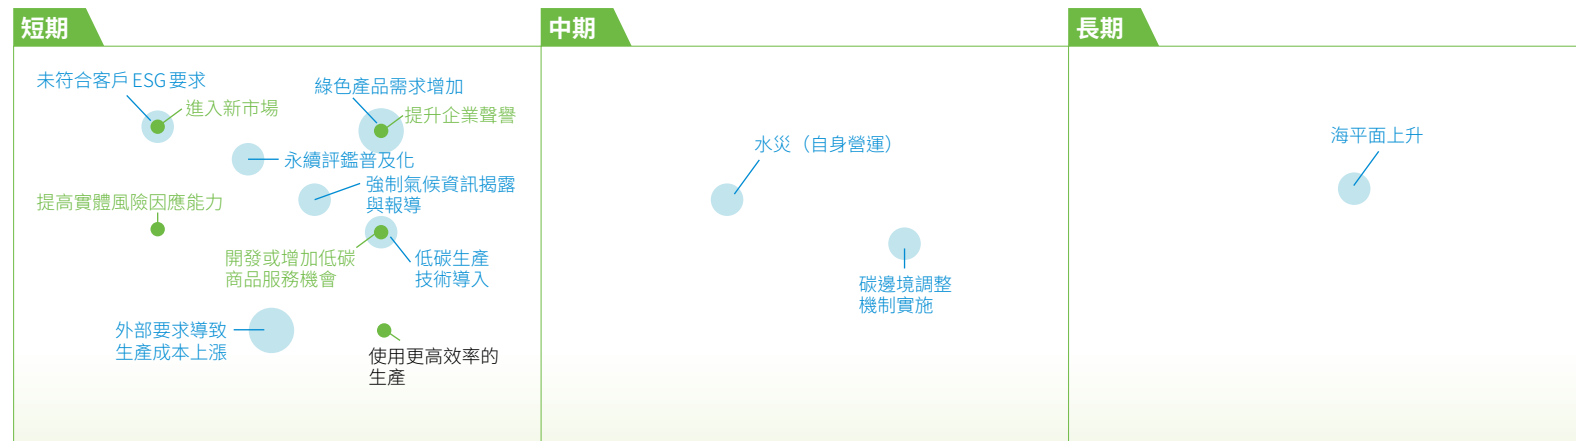 短期
未符合客戶ESG要求
進入新市場
綠色產品需求增加
提升企業聲譽
永續評鑑普及化
強制氣候資訊揭露
與報導
提高實體風險因應能力
開發或增加低碳
商品服務機會
低碳生產
技術導入
外部要求導致
生產成本上漲
使用更高效率的
生產
中期
水災（自身營運）
碳邊境調整
機制實施
長期
海平面上升